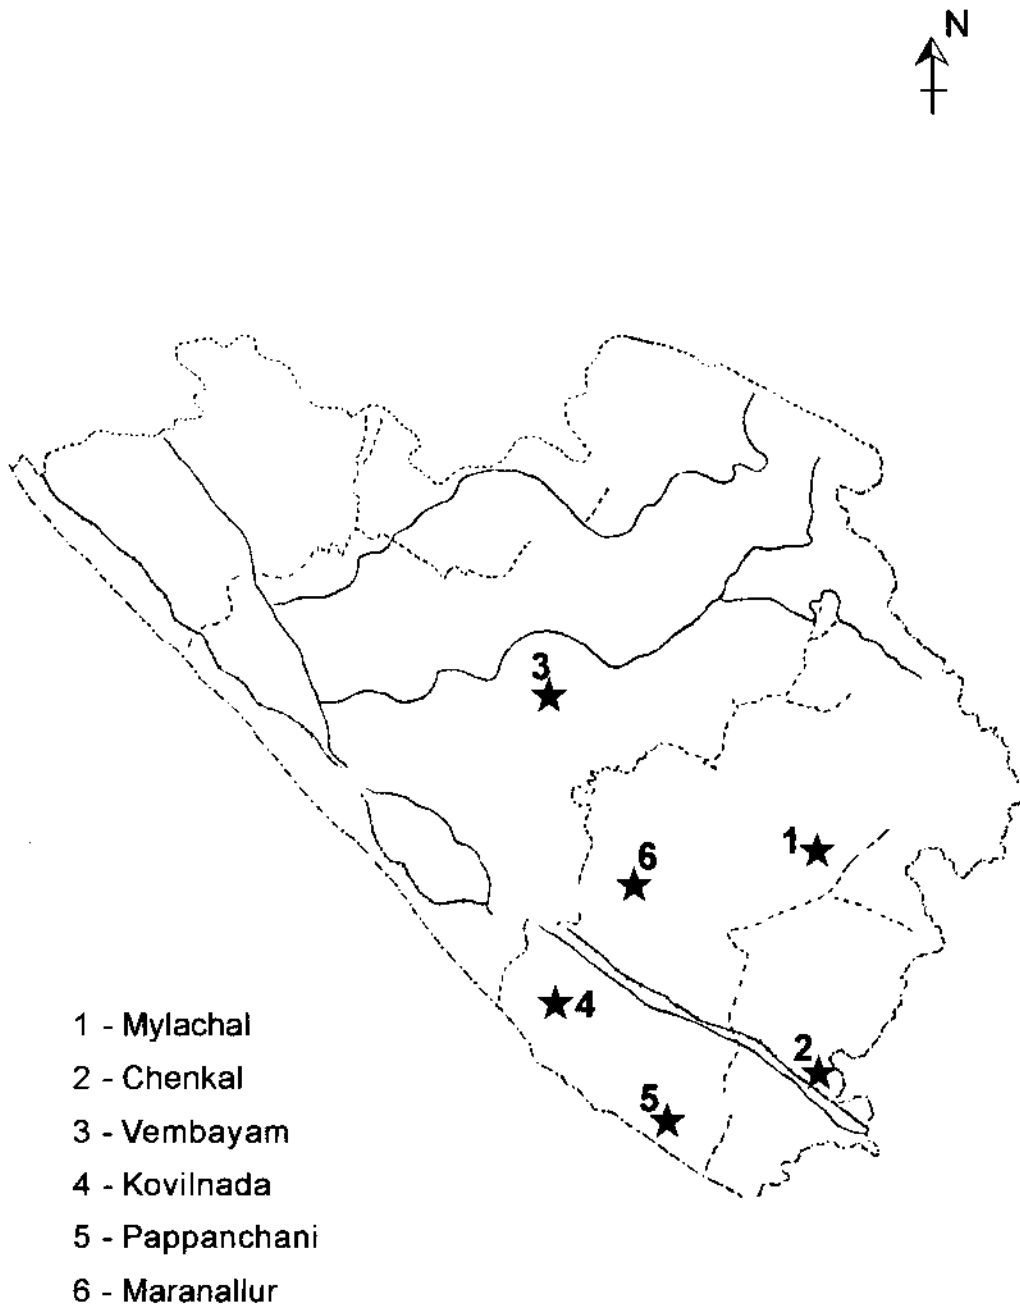 N
3
1
6
4
2
5
1 - Mylachal
2 - Chenkal
3 - Vembayam
4 - Kovilnada
5 - Pappanchani
6 - Maranallur